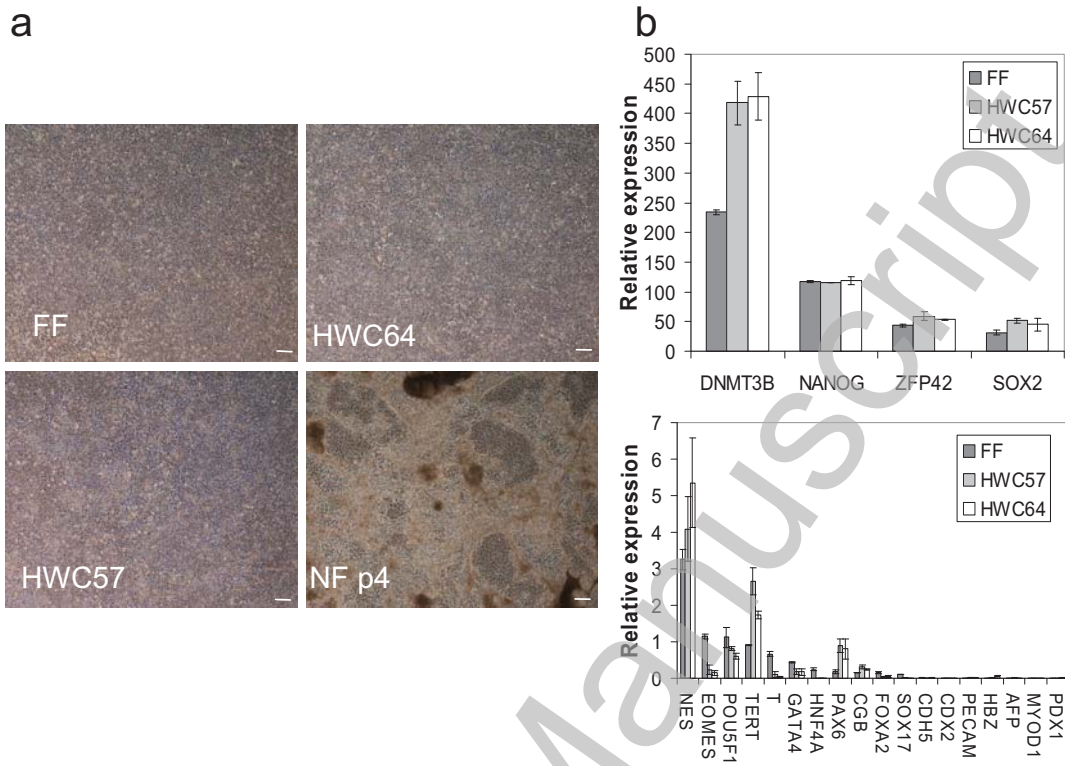 a
FF
HWC64
HWC57
NF p4
b
500
450
400
350
300
250
200
150
100
50
0
Relative expression
FF
HWC57
HWC64
DNMT3B NANOG ZFP42 SOX2
7
6
5
4
3
2
1
0
Relative expression
FF
HWC57
HWC64
NES
EOMES
POU5F1
TERT
T
GATA4
HNF4A
PAX6
CGB
FOXA2
SOX17
CDH5
CDX2
PECAM
HBZ
AFP
MYOD1
PDX1
Manuscript